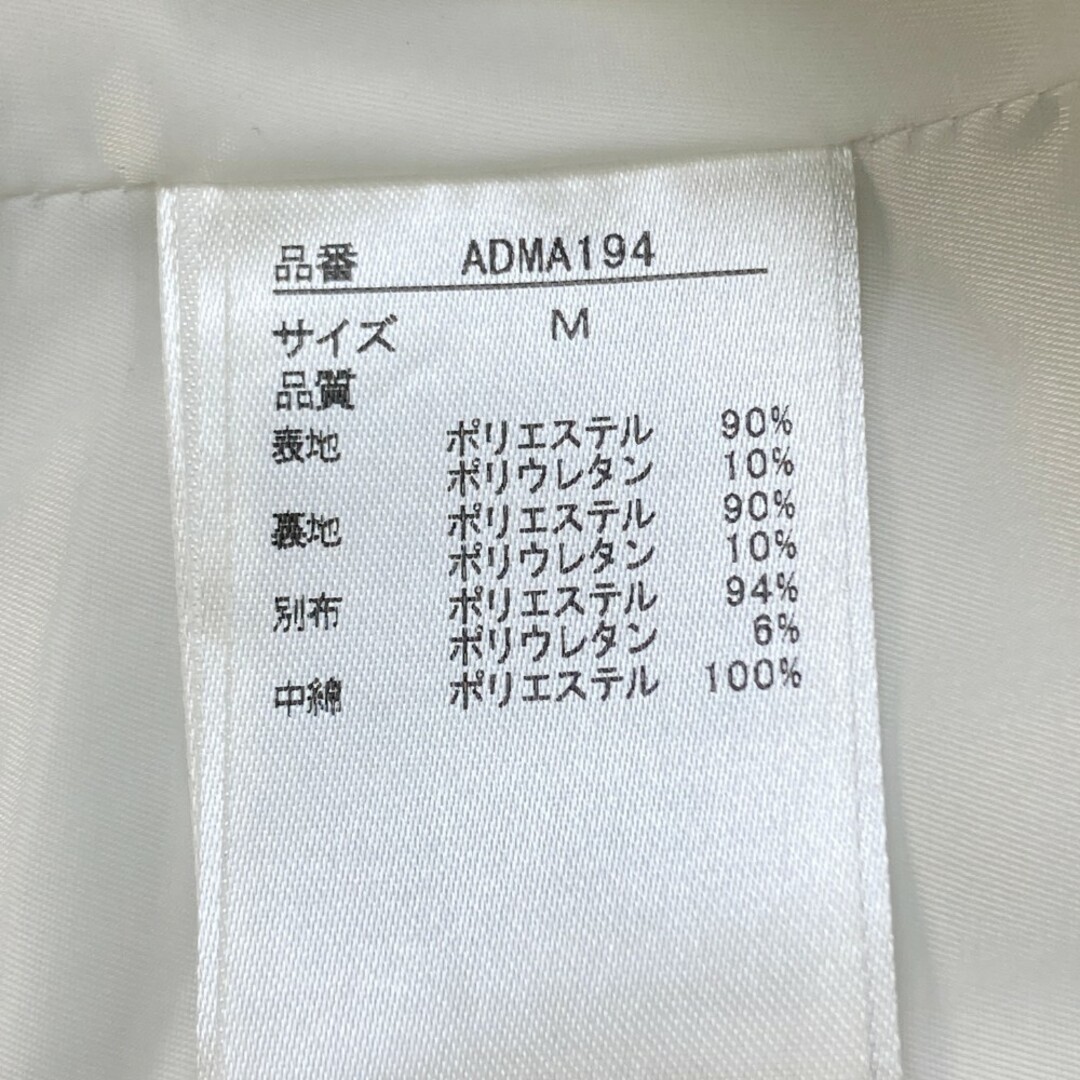 品番 ADMA194
サイズ M
品質
表地 ポリエステル 90%
ポリウレタン 10%
裏地 ポリエステル 90%
ポリウレタン 10%
別布 ポリエステル 94%
ポリウレタン 6%
中綿 ポリエステル 100%